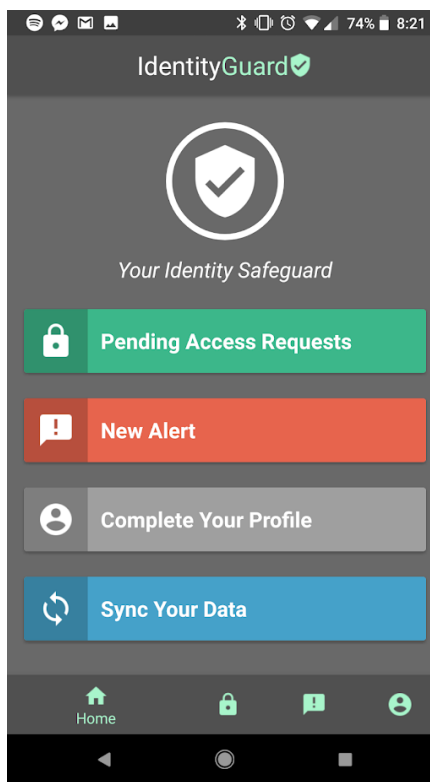 74% 8:21
IdentityGuard
Your Identity Safeguard
Pending Access Requests
New Alert
Complete Your Profile
Sync Your Data
Home